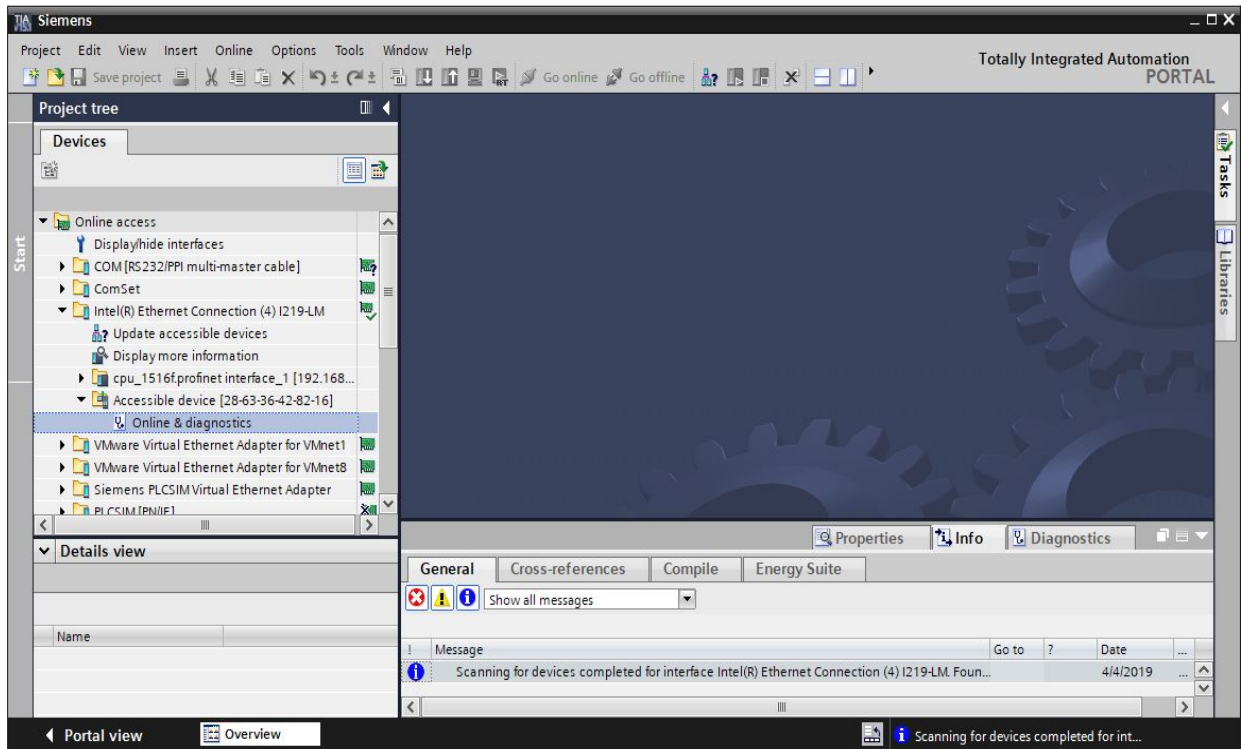 Siemens
Project Edit View Insert Online Options Tools Window Help
Totally Integrated Automation
PORTAL
Save project
Go online
Go offline
Project tree
Devices
Start
Online access
Display/hide interfaces
COM [RS232/PPI multi-master cable]
ComSet
Intel(R) Ethernet Connection (4) I219-LM
Update accessible devices
Display more information
cpu_1516f.profinet interface_1 [192.168...
Accessible device [28-63-36-42-82-16]
Online & diagnostics
VMware Virtual Ethernet Adapter for VMnet1
VMware Virtual Ethernet Adapter for VMnet8
Siemens PLCSIM Virtual Ethernet Adapter
PLCSIM [PN/IE]
Details view
Name
Tasks
Libraries
Properties Info Diagnostics
General Cross-references Compile Energy Suite
Show all messages
! Message Go to ? Date ...
Scanning for devices completed for interface Intel(R) Ethernet Connection (4) I219-LM. Foun... 4/4/2019 ...
Portal view Overview Scanning for devices completed for int...